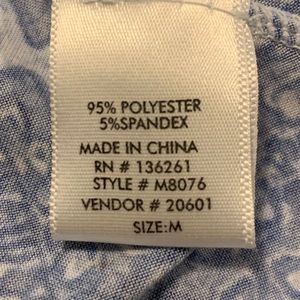 95% POLYESTER
5%SPANDEX
MADE IN CHINA
RN # 136261
STYLE # M8076
VENDOR # 20601
SIZE:M